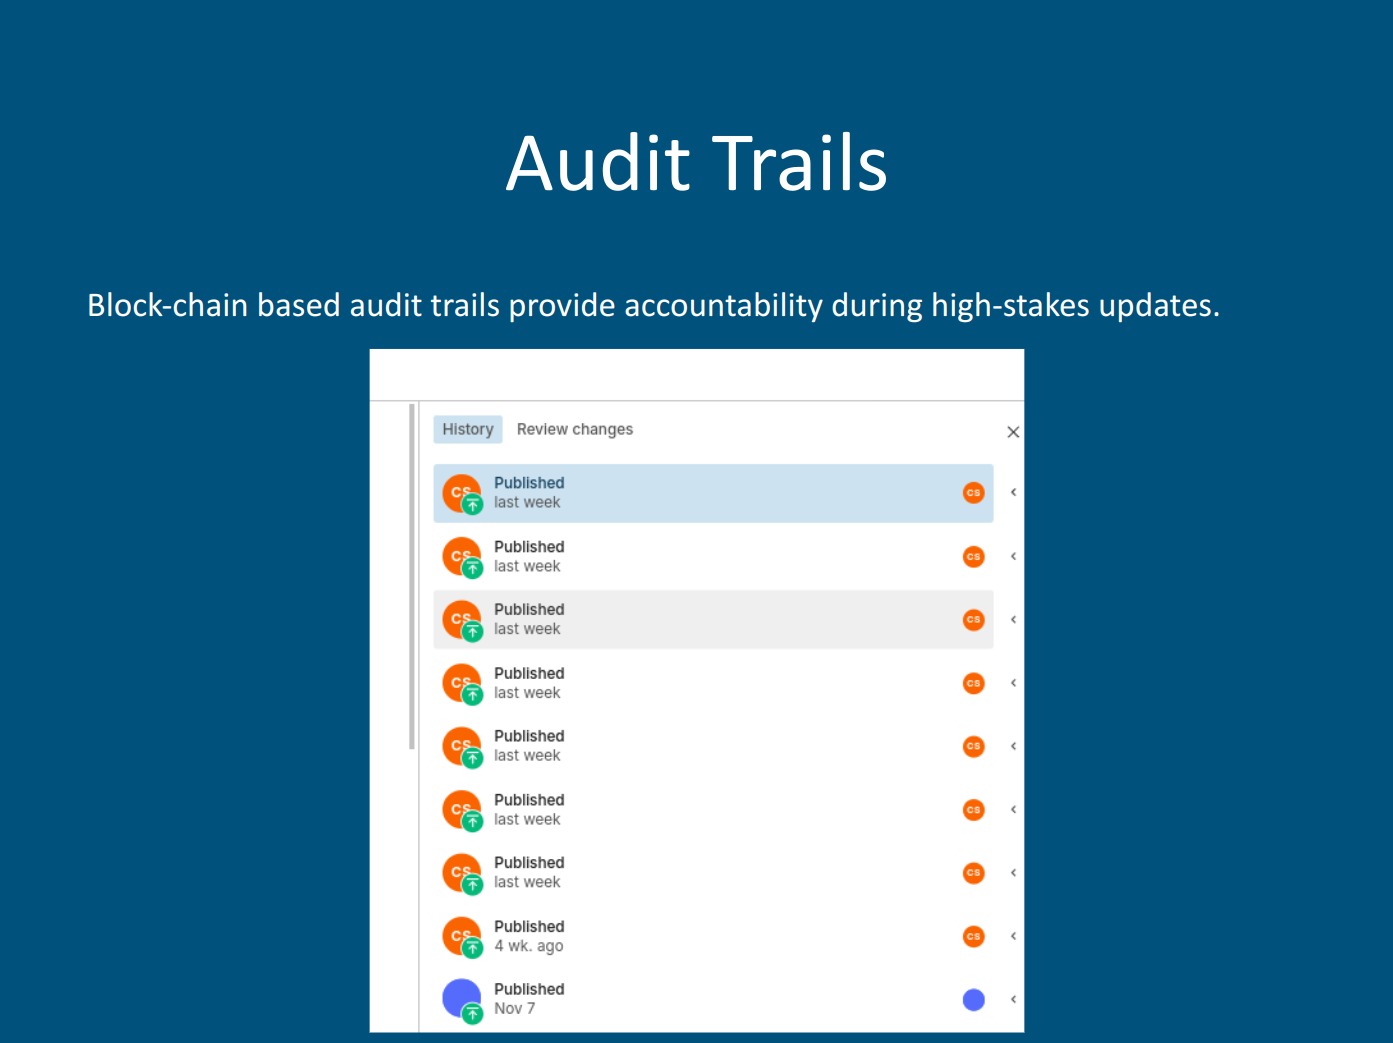 Audit Trails
Block-chain based audit trails provide accountability during high-stakes updates.
History Review changes
CS Published CS
last week
CS Published CS
last week
CS Published CS
last week
CS Published CS
last week
CS Published CS
last week
CS Published CS
last week
CS Published CS
last week
CS Published CS
4 wk. ago
Published
Nov 7